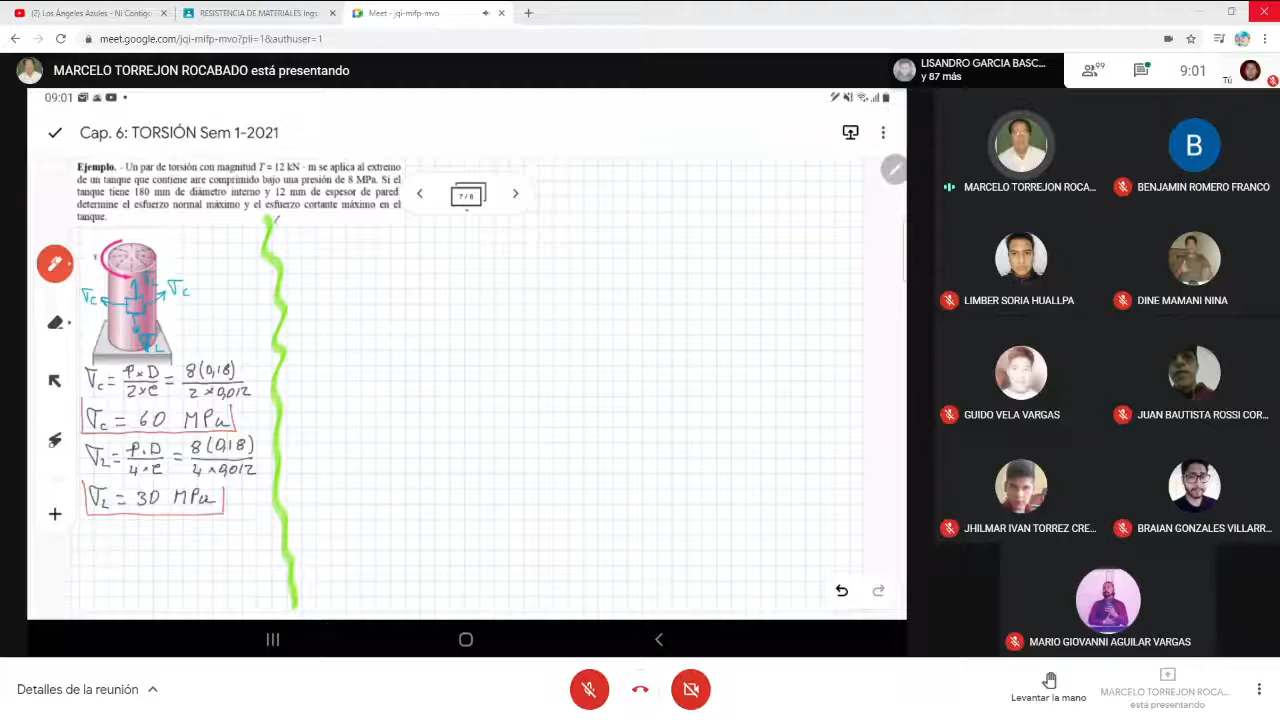 (2) Los Ángeles Azules - Ni Contigo
RESISTENCIA DE MATERIALES Ings
Meet - jqi-mifp-mvo
meet.google.com/jqi-mifp-mvo?pli=1&authuser=1
MARCELO TORREJON ROCABADO está presentando
LISANDRO GARCIA BASC...
y 87 más
99
9:01
Tú
09:01
Cap. 6: TORSIÓN Sem 1-2021
Ejemplo. - Un par de torsión con magnitud T = 12 kN · m se aplica al extremo
de un tanque que contiene aire comprimido bajo una presión de 8 MPa. Si el
tanque tiene 180 mm de diámetro interno y 12 mm de espesor de pared
determine el esfuerzo normal máximo y el esfuerzo cortante máximo en el
tanque.
7/8
T
σc σc
σL
σc = P×D / 2×e = 8(0,18) / 2×0,012
σc = 60 MPa
σL = P.D / 4×e = 8(0,18) / 4×0,012
σL = 30 MPa
MARCELO TORREJON ROCA...
B
BENJAMIN ROMERO FRANCO
LIMBER SORIA HUALLPA
DINE MAMANI NINA
GUIDO VELA VARGAS
JUAN BAUTISTA ROSSI COR...
JHILMAR IVAN TORREZ CRE...
BRAIAN GONZALES VILLARR...
MARIO GIOVANNI AGUILAR VARGAS
Detalles de la reunión
Levantar la mano
MARCELO TORREJON ROCA...
está presentando